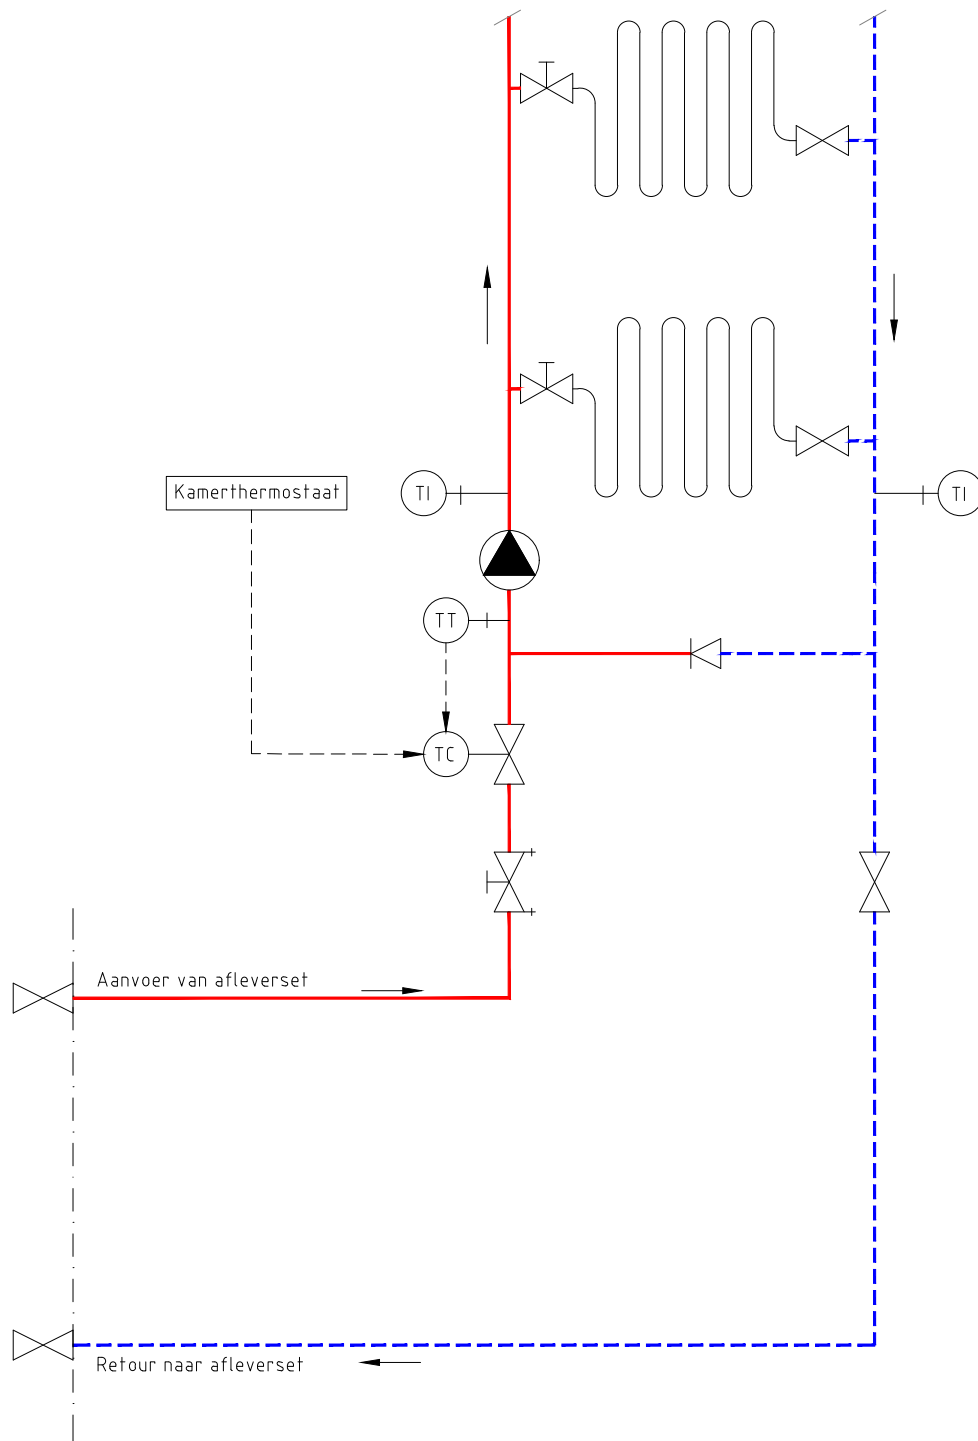 Kamerthermostaat
TI
TI
TT
TC
Aanvoer van afleverset
Retour naar afleverset